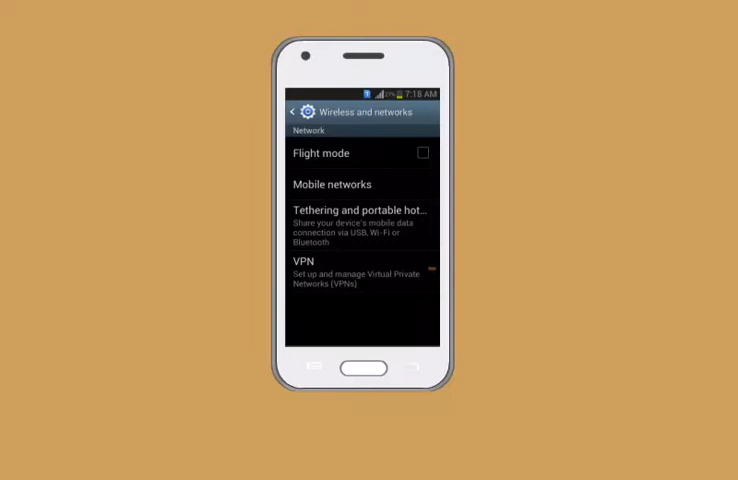 27% 7:18 AM
Wireless and networks
Network
Flight mode
Mobile networks
Tethering and portable hot...
Share your device's mobile data
connection via USB, Wi-Fi or
Bluetooth
VPN
Set up and manage Virtual Private
Networks (VPNs)